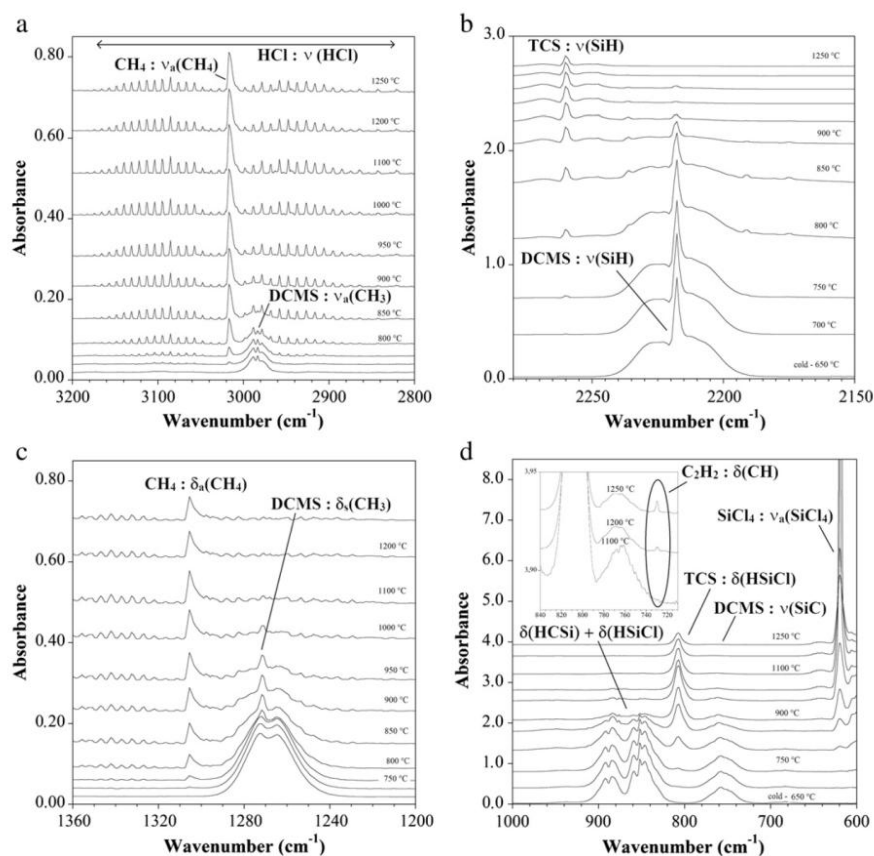 a
0.80
0.60
0.40
0.20
0.00
Absorbance
HCl : ν (HCl)
CH₄ : νₐ(CH₄)
1250 °C
1200 °C
1100 °C
1000 °C
950 °C
900 °C
DCMS : νₐ(CH₃)
850 °C
800 °C
3200 3100 3000 2900 2800
Wavenumber (cm⁻¹)
b
3.0
2.0
1.0
0.0
Absorbance
TCS : ν(SiH)
1250 °C
900 °C
850 °C
800 °C
DCMS : ν(SiH)
750 °C
700 °C
cold - 650 °C
2250 2200 2150
Wavenumber (cm⁻¹)
c
0.80
0.60
0.40
0.20
0.00
Absorbance
CH₄ : δₐ(CH₄)
DCMS : δₛ(CH₃)
1200 °C
1100 °C
1000 °C
950 °C
900 °C
850 °C
800 °C
750 °C
1360 1320 1280 1240 1200
Wavenumber (cm⁻¹)
d
8.0
7.0
6.0
5.0
4.0
3.0
2.0
1.0
0.0
Absorbance
3,95
3,90
1250 °C
1200 °C
1100 °C
840 820 800 780 760 740 720
C₂H₂ : δ(CH)
SiCl₄ : νₐ(SiCl₄)
TCS : δ(HSiCl)
DCMS : ν(SiC)
δ(HCSi) + δ(HSiCl)
1250 °C
1100 °C
900 °C
750 °C
cold - 650 °C
1000 900 800 700 600
Wavenumber (cm⁻¹)